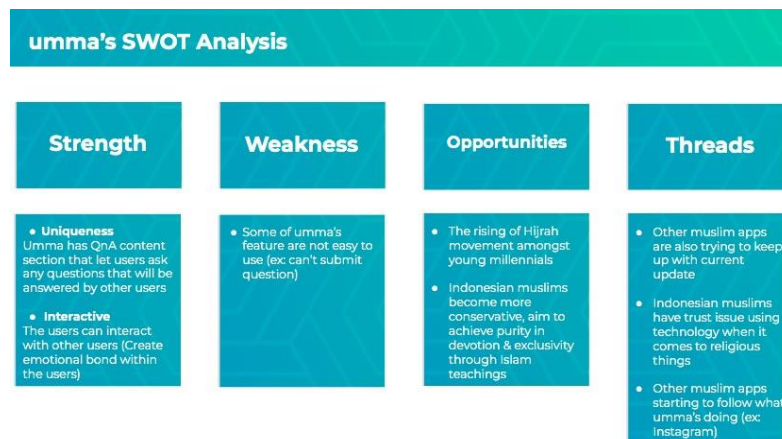 umma's SWOT Analysis
Strength
● Uniqueness
Umma has QnA content
section that let users ask
any questions that will be
answered by other users
● Interactive
The users can interact
with other users (Create
emotional bond within
the users)
Weakness
● Some of umma's
feature are not easy to
use (ex: can't submit
question)
Opportunities
● The rising of Hijrah
movement amongst
young millennials
● Indonesian muslims
become more
conservative, aim to
achieve purity in
devotion & exclusivity
through Islam
teachings
Threads
● Other muslim apps
are also trying to keep
up with current
update
● Indonesian muslims
have trust issue using
technology when it
comes to religious
things
● Other muslim apps
starting to follow what
umma's doing (ex:
Instagram)